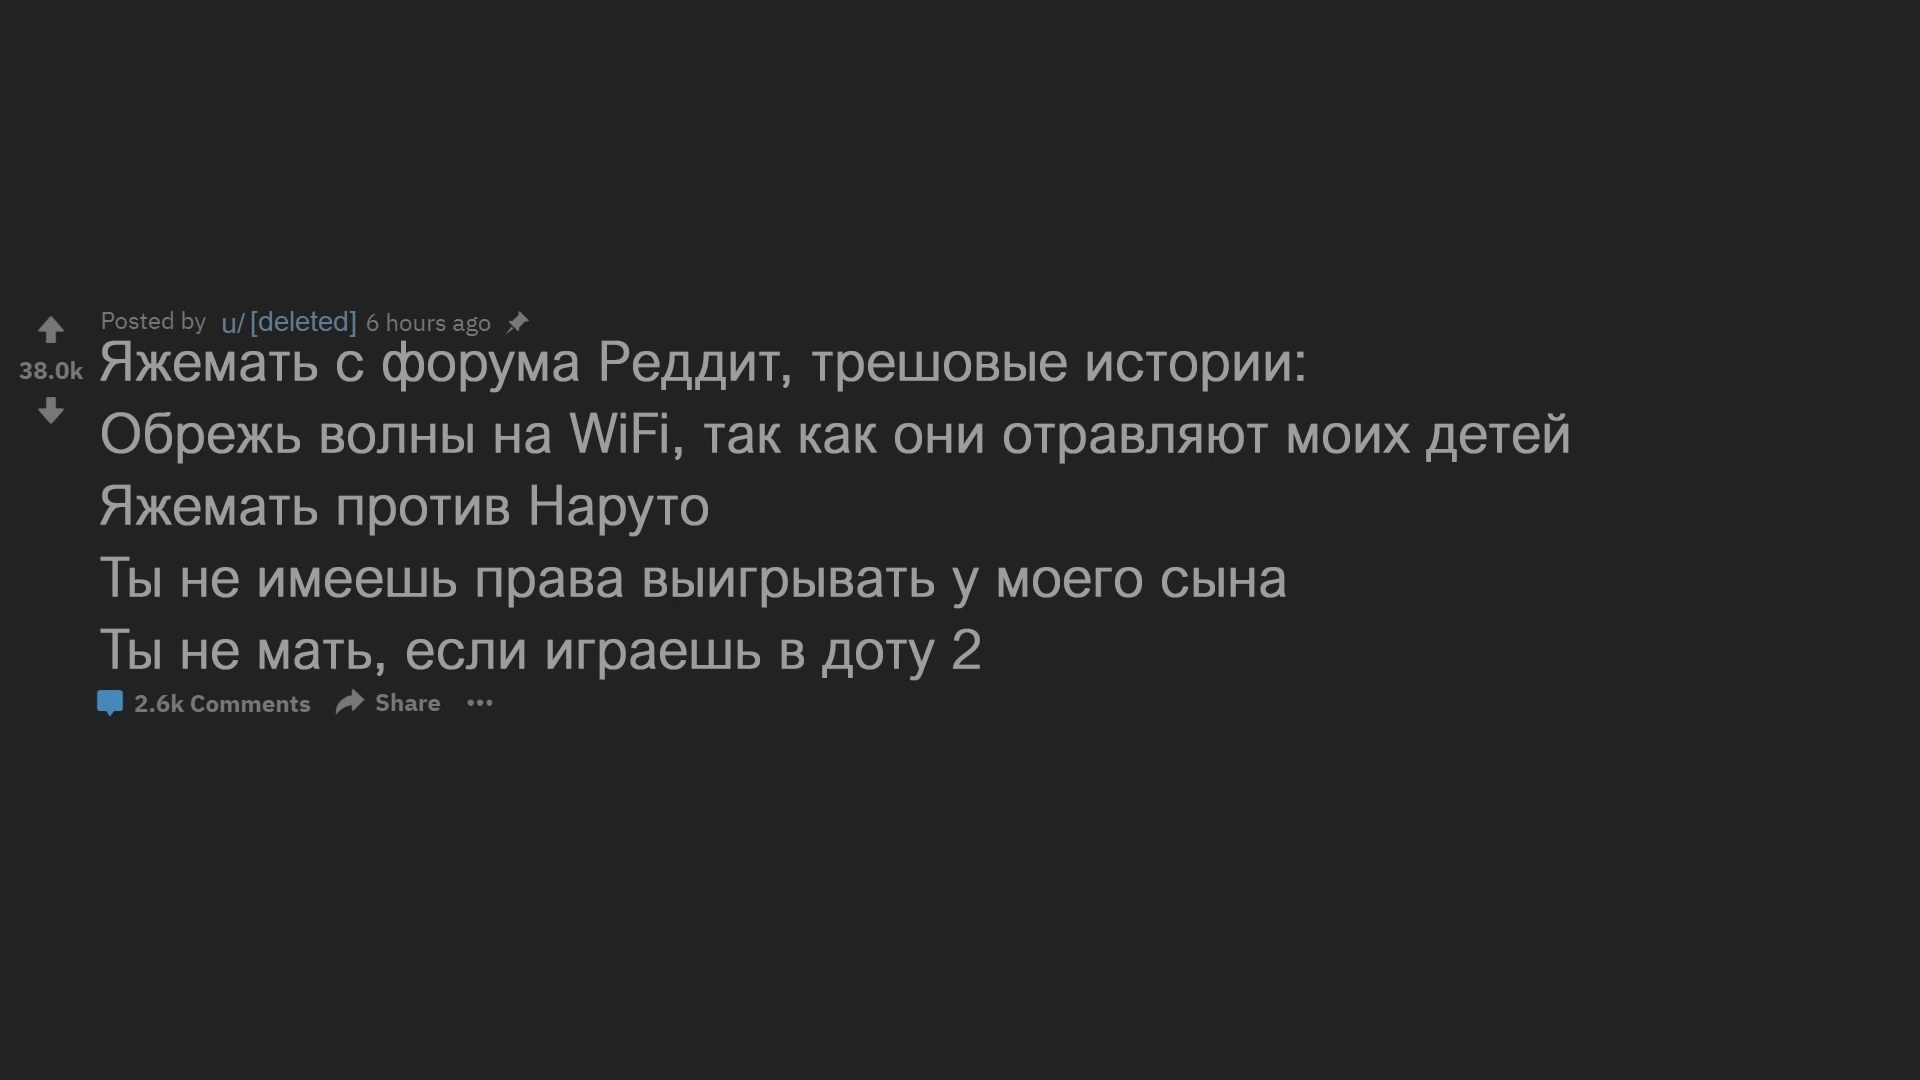 Posted by u/[deleted] 6 hours ago
38.0k
Яжемать с форума Реддит, трешовые истории:
Обрежь волны на WiFi, так как они отравляют моих детей
Яжемать против Наруто
Ты не имеешь права выигрывать у моего сына
Ты не мать, если играешь в доту 2
2.6k Comments Share